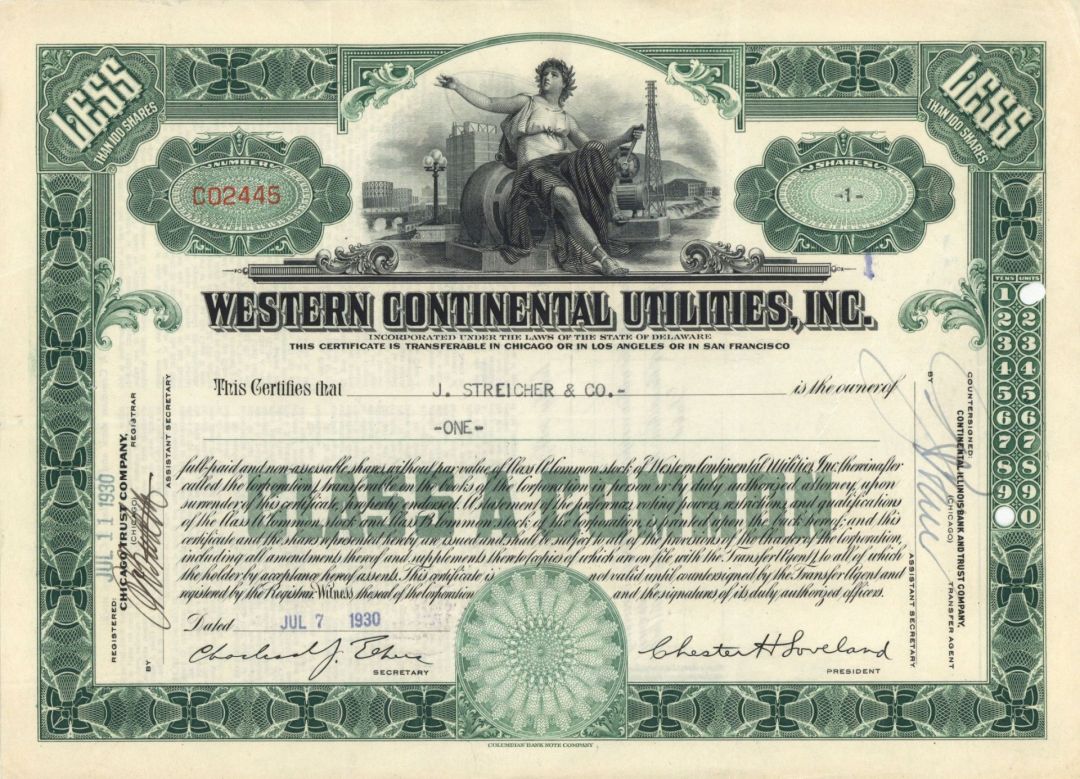 LESS
THAN 100 SHARES
LESS
THAN 100 SHARES
NUMBER
CO2445
SHARES
-1-
WESTERN CONTINENTAL UTILITIES, INC.
INCORPORATED UNDER THE LAWS OF THE STATE OF DELAWARE
THIS CERTIFICATE IS TRANSFERABLE IN CHICAGO OR IN LOS ANGELES OR IN SAN FRANCISCO
This Certifies that J. STREICHER & CO.- is the owner of
-ONE-
CLASS A COMMON
full-paid and non-assessable shares without par value of Class A Common stock of Western Continental Utilities, Inc. (hereinafter
called the Corporation), transferable on the books of the Corporation in person or by duly authorized attorney, upon
surrender of this certificate, properly endorsed. A statement of the preferences, voting powers, restrictions, and qualifications
of the Class A Common stock and Class B Common stock of the Corporation, is printed upon the back hereof; and this
certificate and the shares represented hereby are issued and shall be subject to all of the provisions of the Charter of the Corporation
including all amendments thereof and supplements thereto (copies of which are on file with the Transfer Agent), to all of which
the holder by acceptance hereof assents. This certificate is not valid until countersigned by the Transfer Agent and
registered by the Registrar. Witness the seal of the Corporation and the signatures of its duly authorized officers.
Dated JUL 7 1930
SECRETARY
Chester H Loveland
PRESIDENT
COLUMBIAN BANK NOTE COMPANY
REGISTERED:
JUL 11 1930
CHICAGO TRUST COMPANY,
(CHICAGO)
REGISTRAR
BY
ASSISTANT SECRETARY
COUNTERSIGNED:
CONTINENTAL ILLINOIS BANK AND TRUST COMPANY,
(CHICAGO)
TRANSFER AGENT
BY
ASSISTANT SECRETARY
TENS UNITS
1
2 2
3 3
4 4
5 5
6 6
7 7
8 8
9 9
0